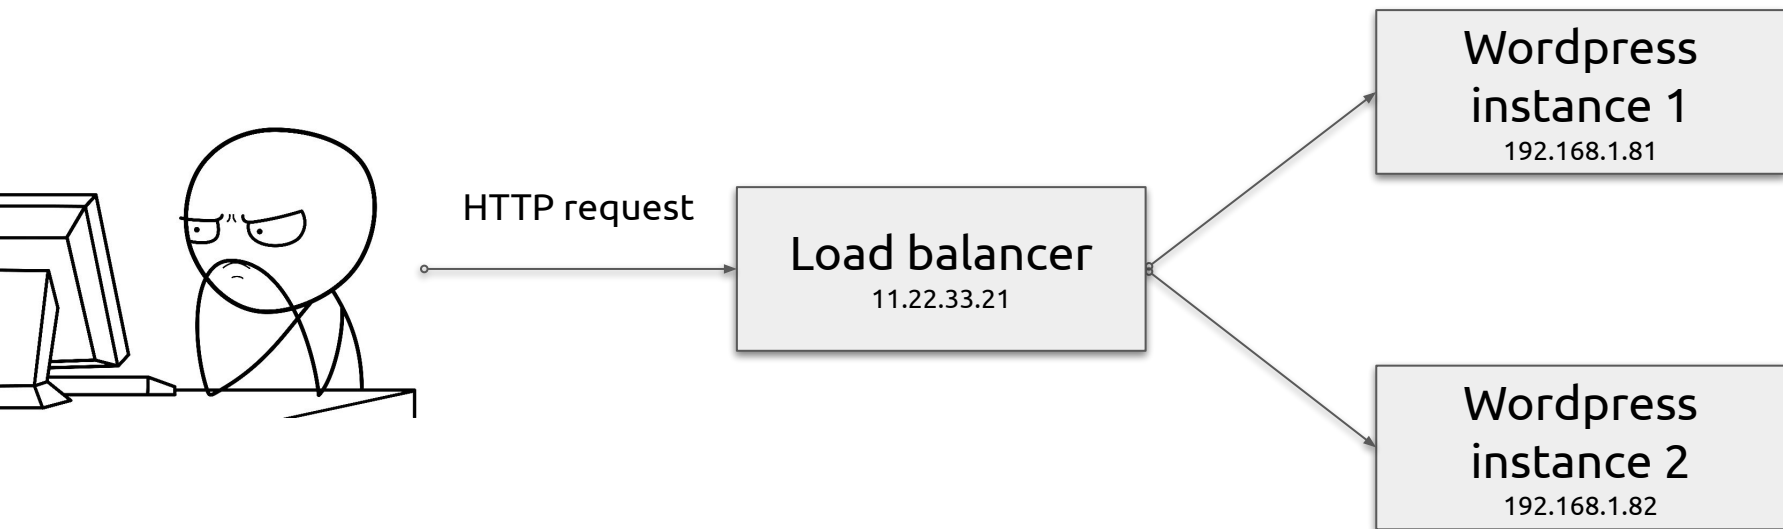 HTTP request
Load balancer
11.22.33.21
Wordpress
instance 1
192.168.1.81
Wordpress
instance 2
192.168.1.82